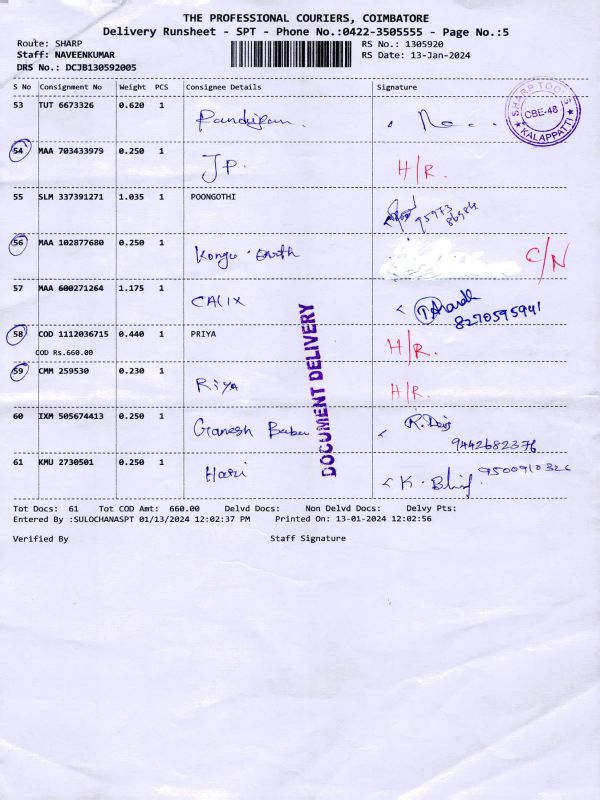 THE PROFESSIONAL COURIERS, COIMBATORE
Delivery Runsheet - SPT - Phone No.:0422-3505555 - Page No.:5
Route: SHARP
RS No.: 1305920
Staff: NAVEENKUMAR
RS Date: 13-Jan-2024
DRS No.: DCJB130592005
S No Consignment No Weight PCS Consignee Details Signature
SHARP TOOLS
CBE-48
KALAPPATTI
53 TUT 6673326 0.620 1
54 MAA 703433979 0.250 1 J.P. H/R.
55 SLM 337391271 1.035 1 POONGOTHI 95973
86984
56 MAA 102877680 0.250 1 Kongu Earth C/N
57 MAA 600271264 1.175 1 CALIX
8270595941
58 COD 1112036715 0.440 1 PRIYA H/R.
COD Rs.660.00
59 CMM 259530 0.230 1 Riya H/R.
60 IXM 505674413 0.250 1 Ganesh Babu
9442682376
61 KMU 2730501 0.250 1 Hari K.
DOCUMENT DELIVERY
Tot Docs: 61 Tot COD Amt: 660.00 Delvd Docs: Non Delvd Docs: Delvy Pts:
Entered By :SULOCHANASPT 01/13/2024 12:02:37 PM Printed On: 13-01-2024 12:02:56
Verified By Staff Signature